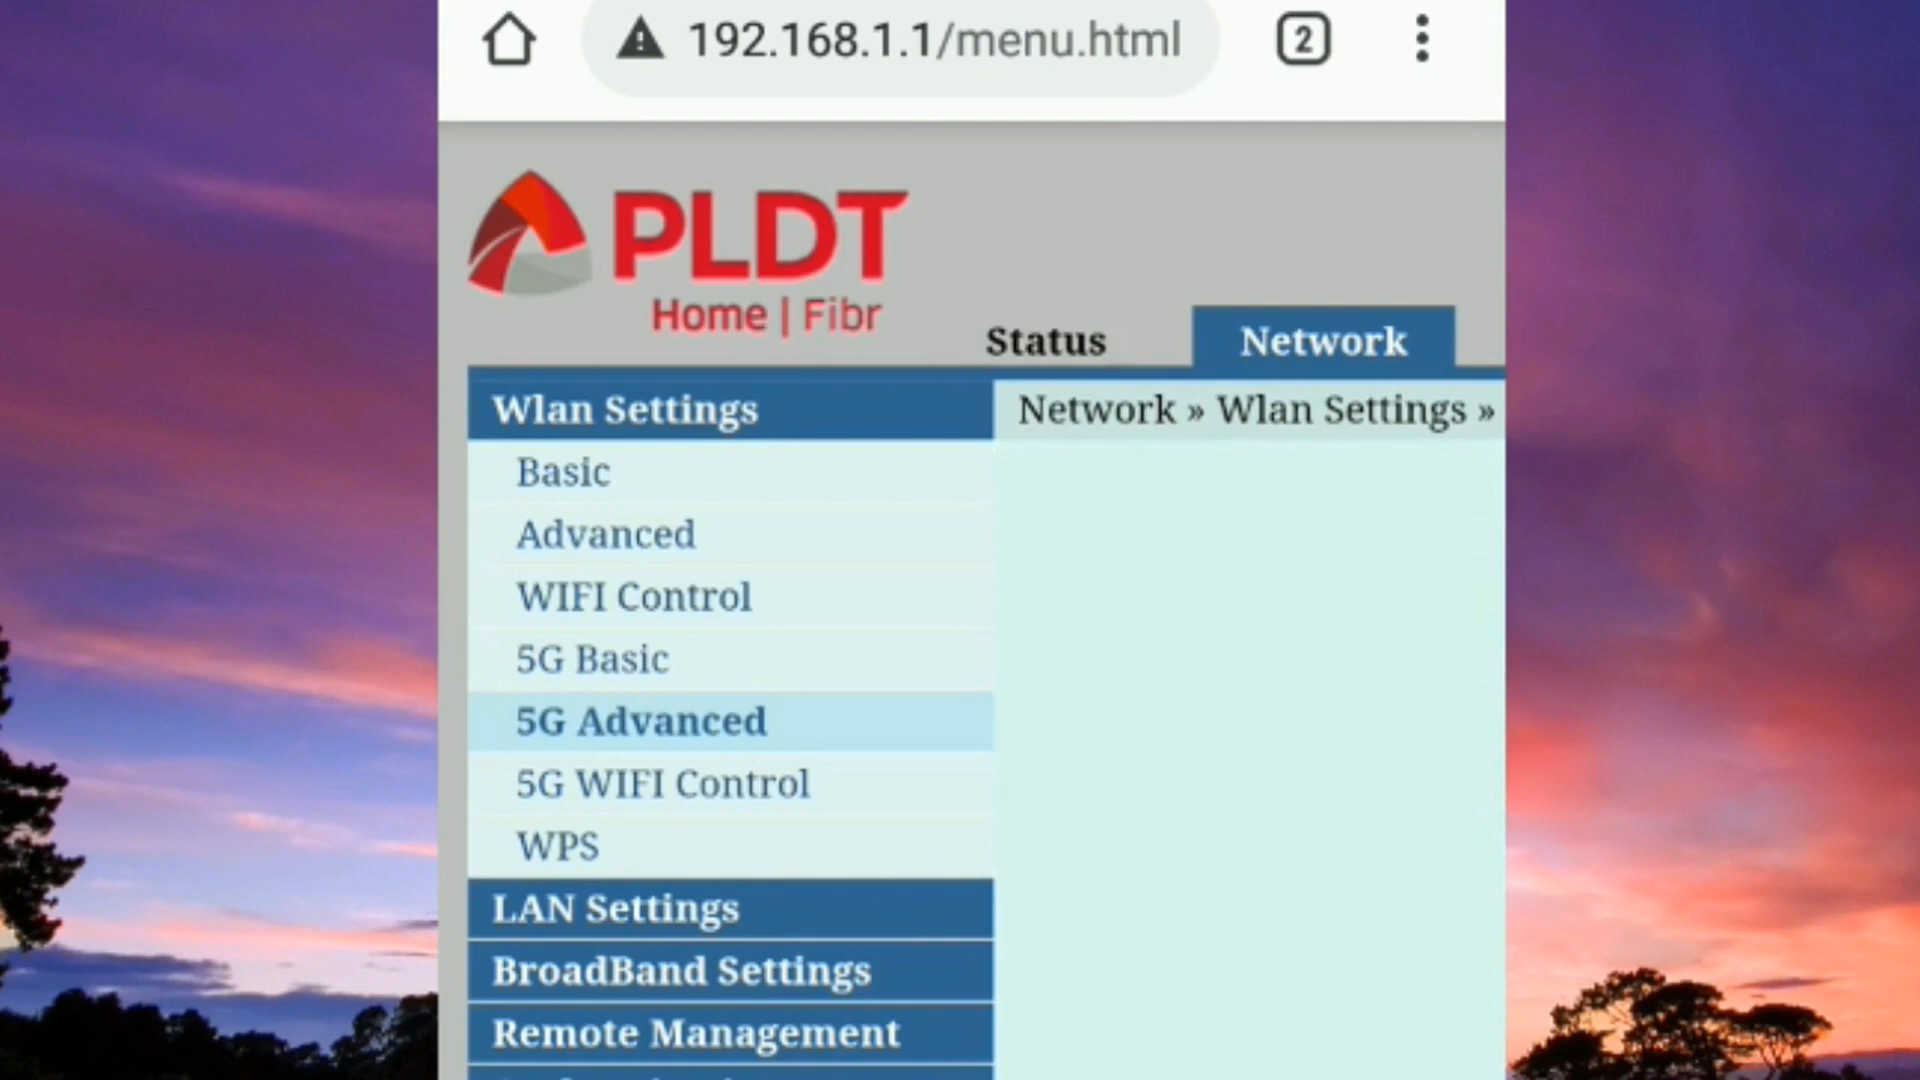 192.168.1.1/menu.html
2
PLDT
Home | Fibr
Status
Network
Wlan Settings
Network » Wlan Settings »
Basic
Advanced
WIFI Control
5G Basic
5G Advanced
5G WIFI Control
WPS
LAN Settings
BroadBand Settings
Remote Management